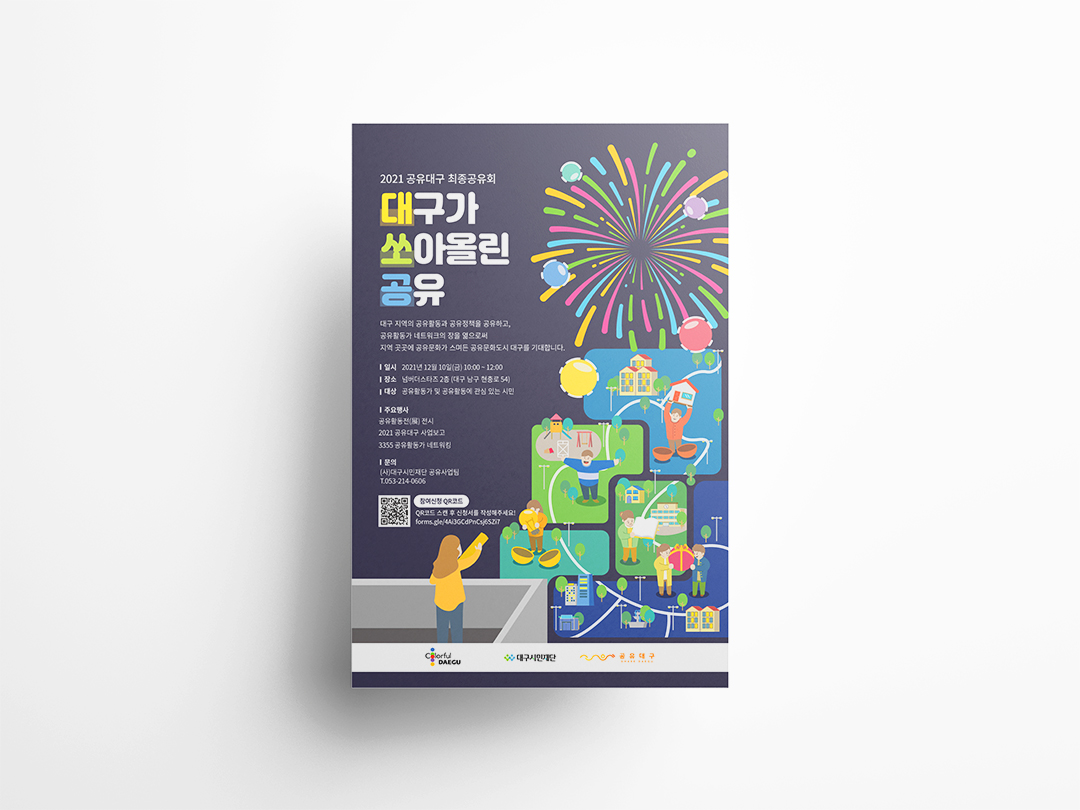 2021 공유대구 최종공유회
대구가
쏘아올린
공유
대구 지역의 공유활동과 공유정책을 공유하고,
공유활동가 네트워크의 장을 열으로써
지역 곳곳에 공유문화가 스며든 공유문화도시 대구를 기대합니다.
일시 2021년 12월 10일(금) 10:00 ~ 12:00
장소 넘버더스타즈 2층 (대구 남구 현충로 54)
대상 공유활동가 및 공유활동에 관심 있는 시민
주요행사
공유활동전(展) 전시
2021 공유대구 사업보고
3355 공유활동가 네트워킹
문의
(사)대구시민재단 공유사업팀
T.053-214-0606
참여신청 QR코드
QR코드 스캔 후 신청서를 작성해주세요!
forms.gle/4Ai3GCdPnCsj6SZi7
Colorful
DAEGU
대구시민재단
공유대구